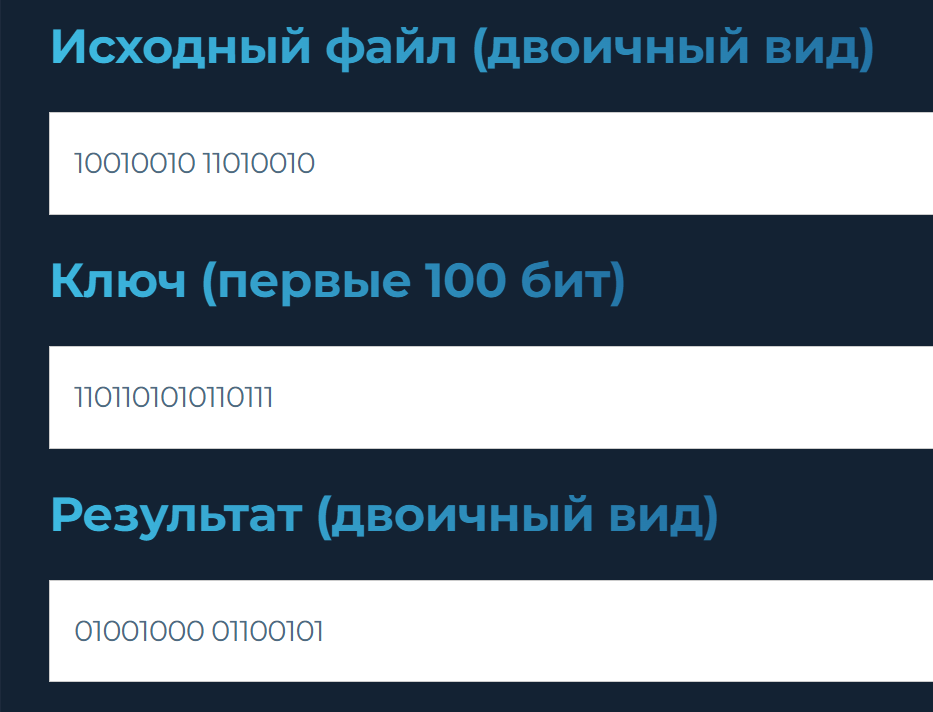 Исходный файл (двоичный вид)
10010010 11010010
Ключ (первые 100 бит)
1101101010110111
Результат (двоичный вид)
01001000 01100101